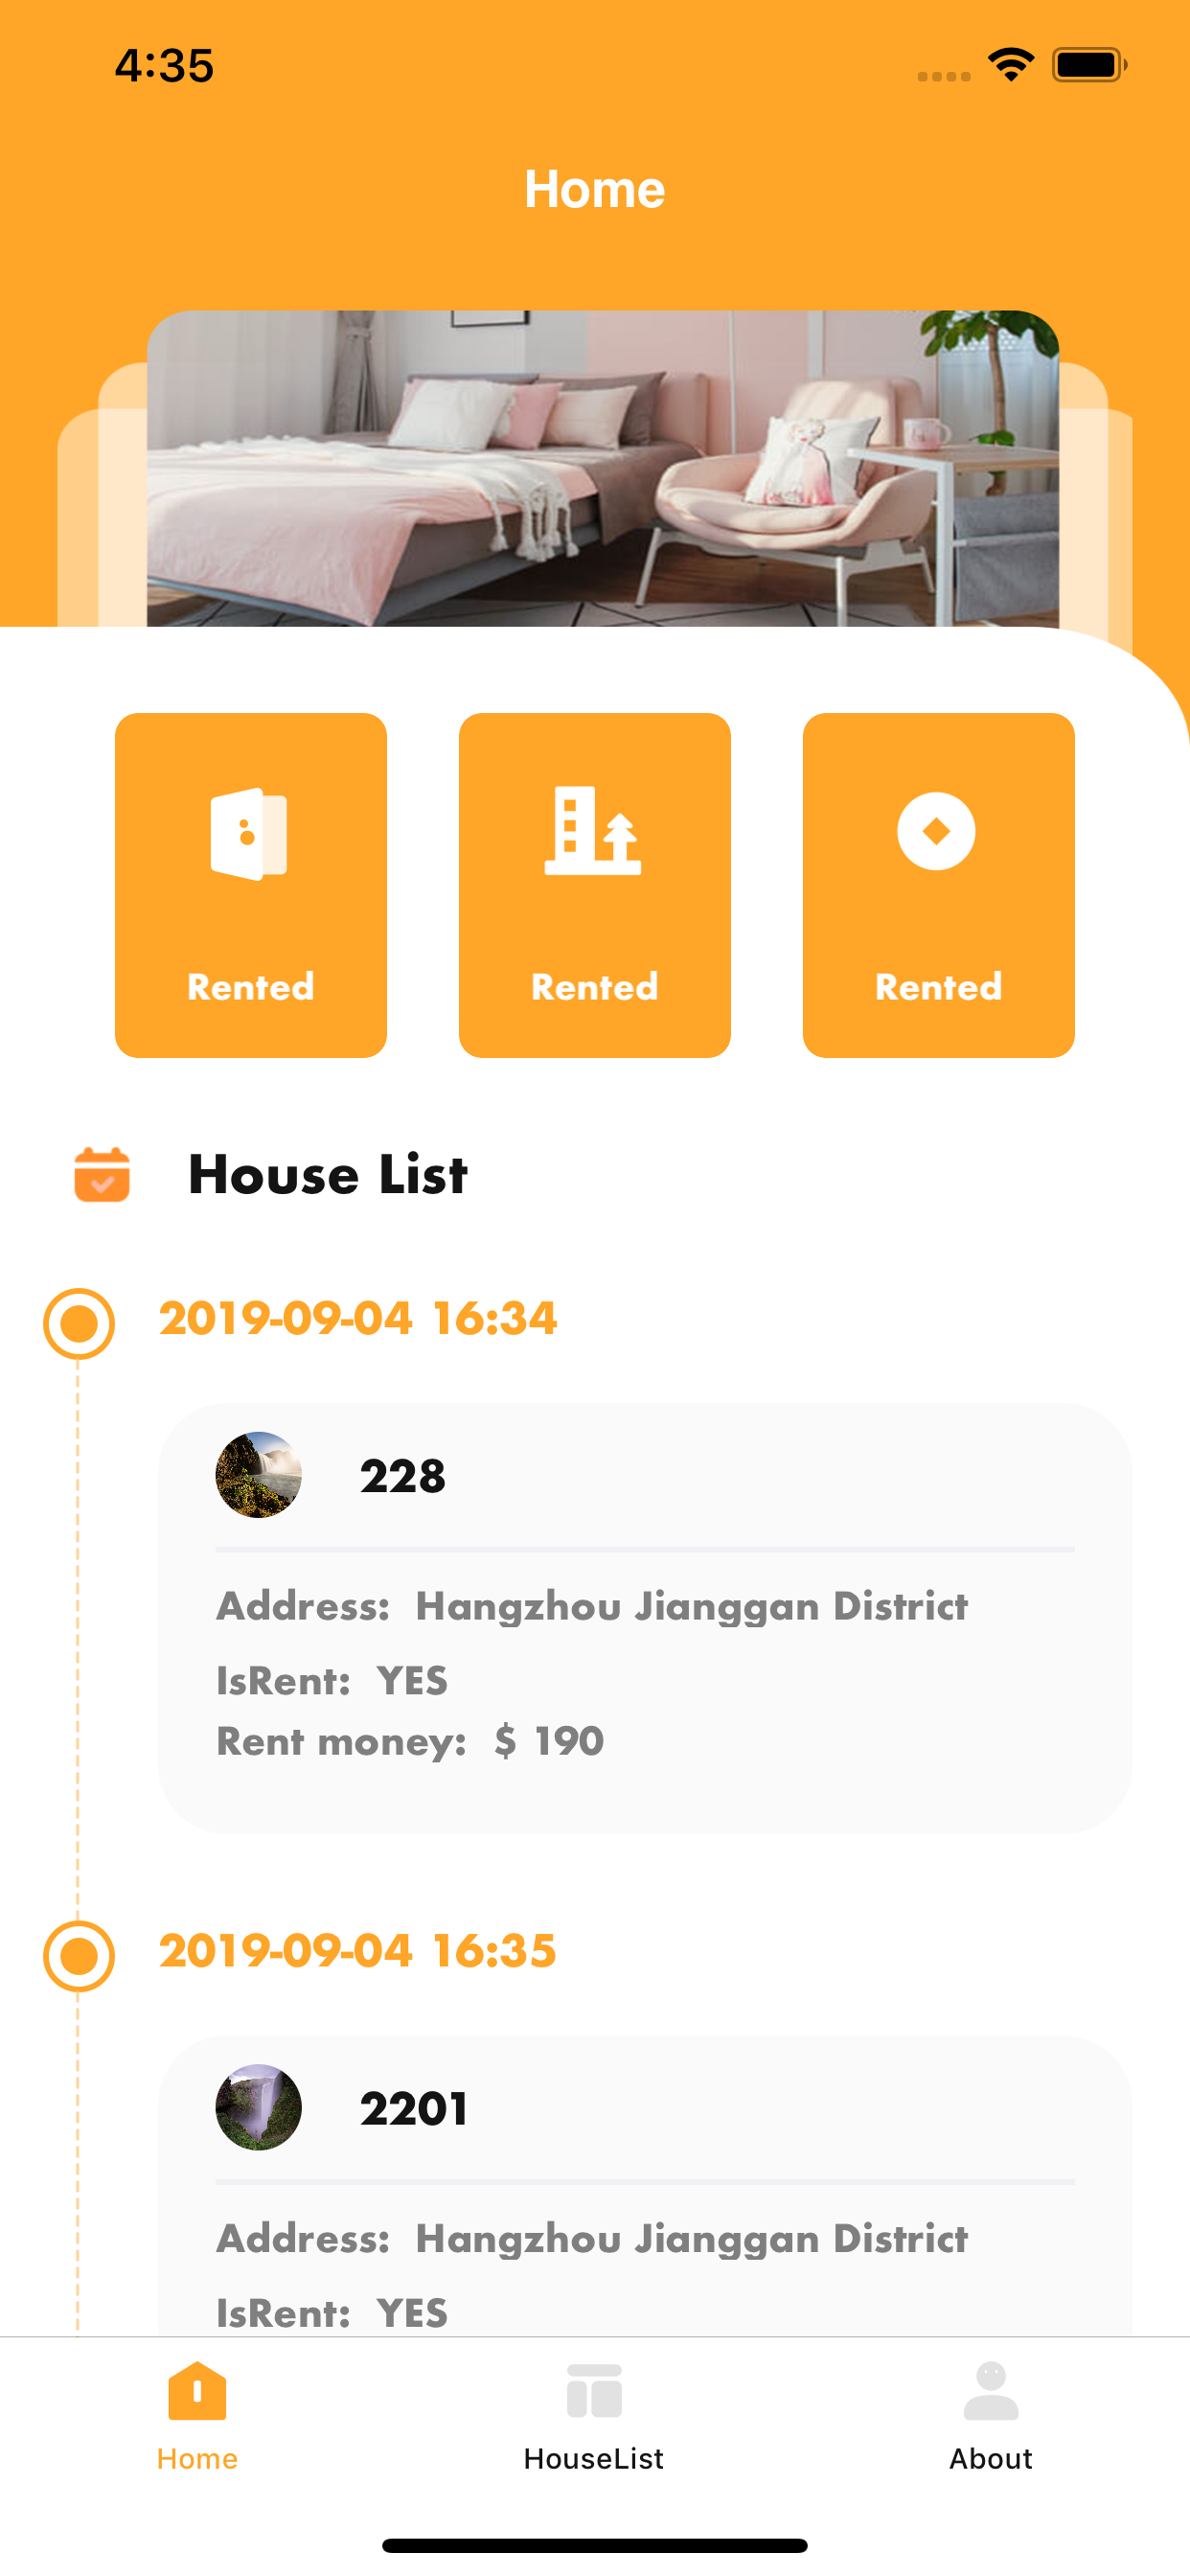 4:35
Home
Rented
Rented
Rented
House List
2019-09-04 16:34
228
Address: Hangzhou Jianggan District
IsRent: YES
Rent money: $ 190
2019-09-04 16:35
2201
Address: Hangzhou Jianggan District
IsRent: YES
Home
HouseList
About